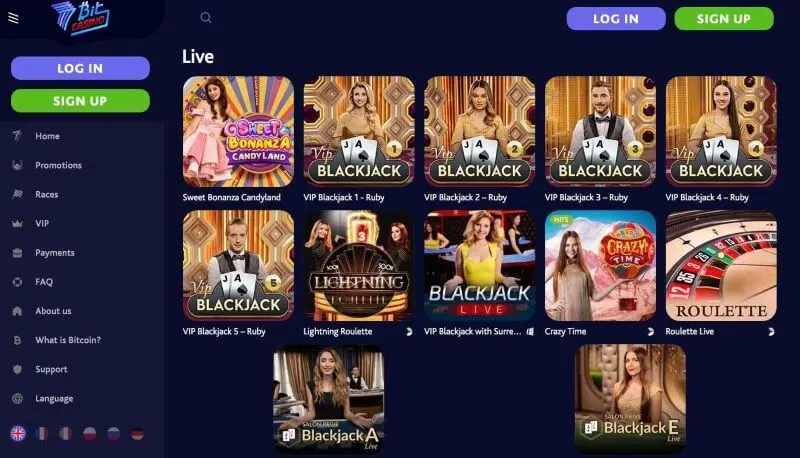 7Bit
CASINO
LOG IN
SIGN UP
LOG IN
SIGN UP
Home
Promotions
Races
VIP
Payments
FAQ
About us
What is Bitcoin?
Support
Language
Live
SWEET
BONANZA
CANDYLAND
Sweet Bonanza Candyland
J A
1
Vip
BLACKJACK
VIP Blackjack 1 - Ruby
J A
2
Vip
BLACKJACK
VIP Blackjack 2 – Ruby
J A
3
Vip
BLACKJACK
VIP Blackjack 3 – Ruby
J A
4
Vip
BLACKJACK
VIP Blackjack 4 – Ruby
J A
5
Vip
BLACKJACK
VIP Blackjack 5 – Ruby
500X 500X
LIGHTNING
ROULETTE
Lightning Roulette
BLACKJACK
LIVE
VIP Blackjack with Surre...
HITS
CRAZY
TIME
Crazy Time
ROULETTE
Roulette Live
SALON PRIVÉ
Blackjack A
Live
SALON PRIVÉ
Blackjack E
Live